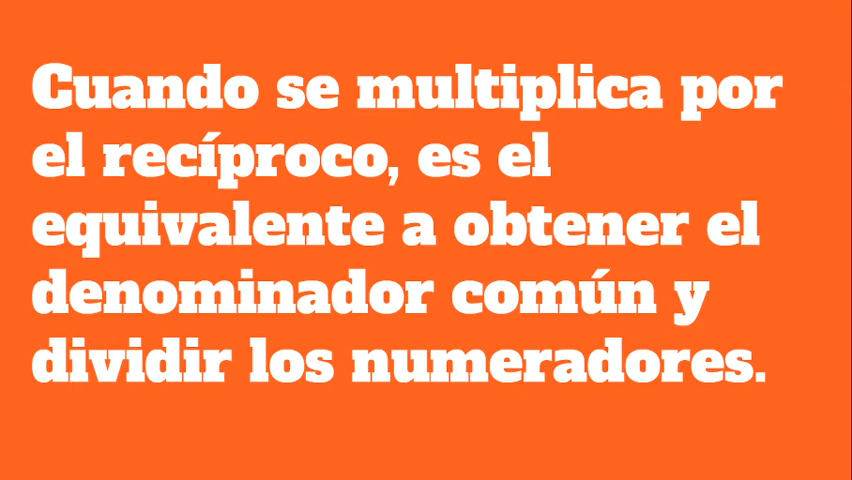 Cuando se multiplica por
el recíproco, es el
equivalente a obtener el
denominador común y
dividir los numeradores.